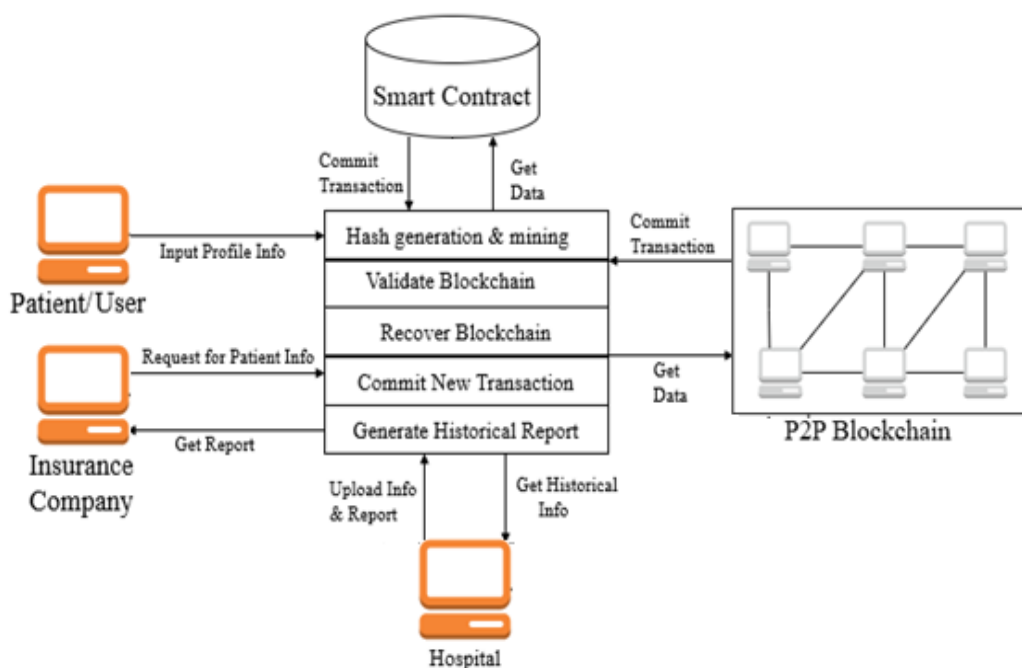 Smart Contract
Commit
Transaction
Get
Data
Hash generation & mining
Validate Blockchain
Recover Blockchain
Commit New Transaction
Generate Historical Report
Input Profile Info
Patient/User
Request for Patient Info
Get Report
Insurance
Company
Commit
Transaction
Get
Data
P2P Blockchain
Upload Info
& Report
Get Historical
Info
Hospital